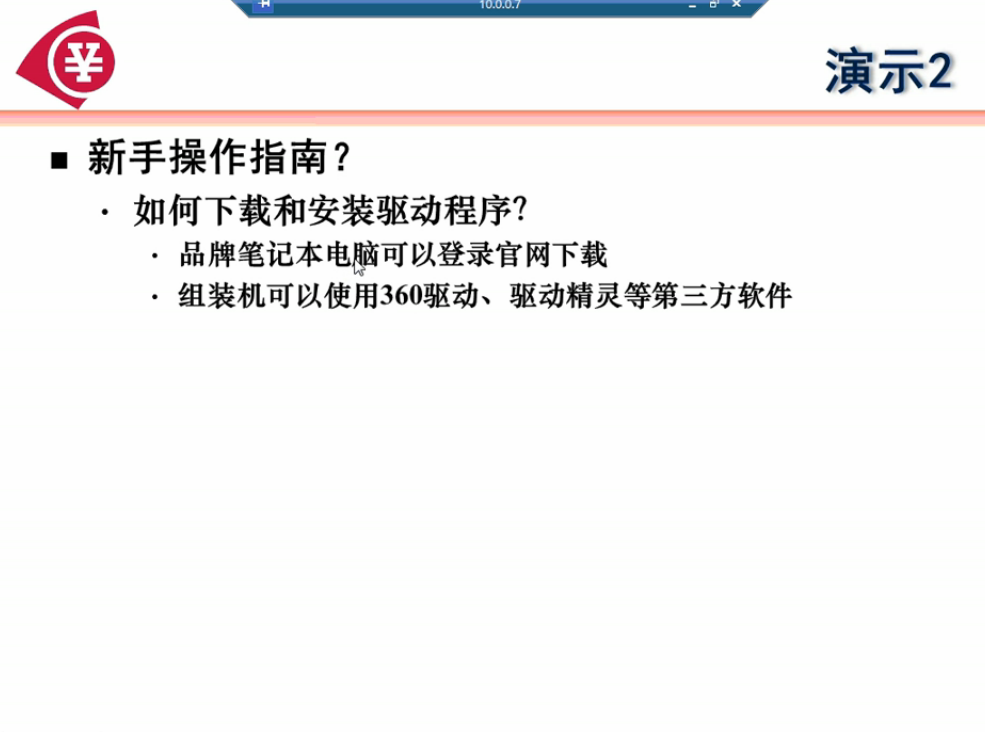 10.0.0.7
演示2
新手操作指南？
如何下载和安装驱动程序?
品牌笔记本电脑可以登录官网下载
组装机可以使用360驱动、驱动精灵等第三方软件